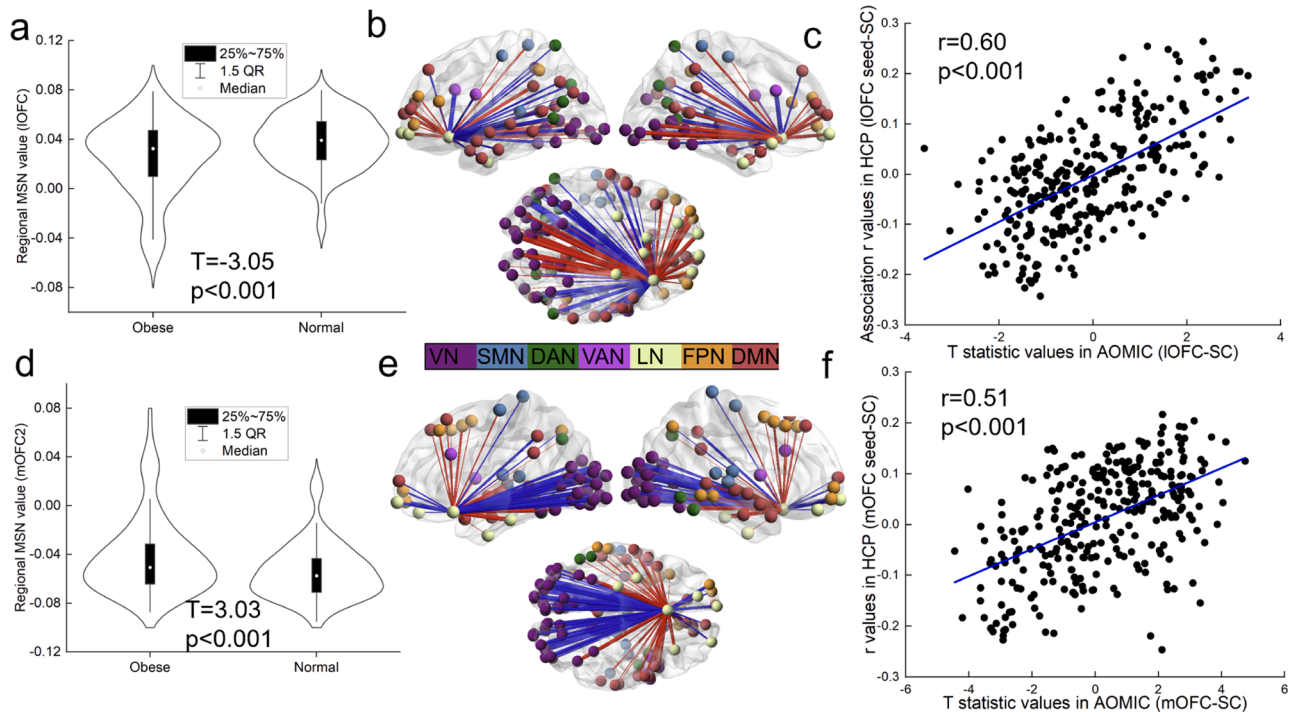 a
Regional MSN value (lOFC)
0.12
0.08
0.04
0.00
-0.04
-0.08
25%~75%
1.5 QR
Median
T=-3.05
p<0.001
Obese
Normal
b
c
Association r values in HCP (lOFC seed-SC)
0.3
0.2
0.1
0.0
-0.1
-0.2
-0.3
r=0.60
p<0.001
-4
-2
0
2
4
T statistic values in AOMIC (lOFC-SC)
VN SMN DAN VAN LN FPN DMN
d
Regional MSN value (mOFC2)
0.08
0.04
0.00
-0.04
-0.08
-0.12
25%~75%
1.5 QR
Median
T=3.03
p<0.001
Obese
Normal
e
f
r values in HCP (mOFC seed-SC)
0.3
0.2
0.1
0.0
-0.1
-0.2
-0.3
r=0.51
p<0.001
-6
-4
-2
0
2
4
6
T statistic values in AOMIC (mOFC-SC)